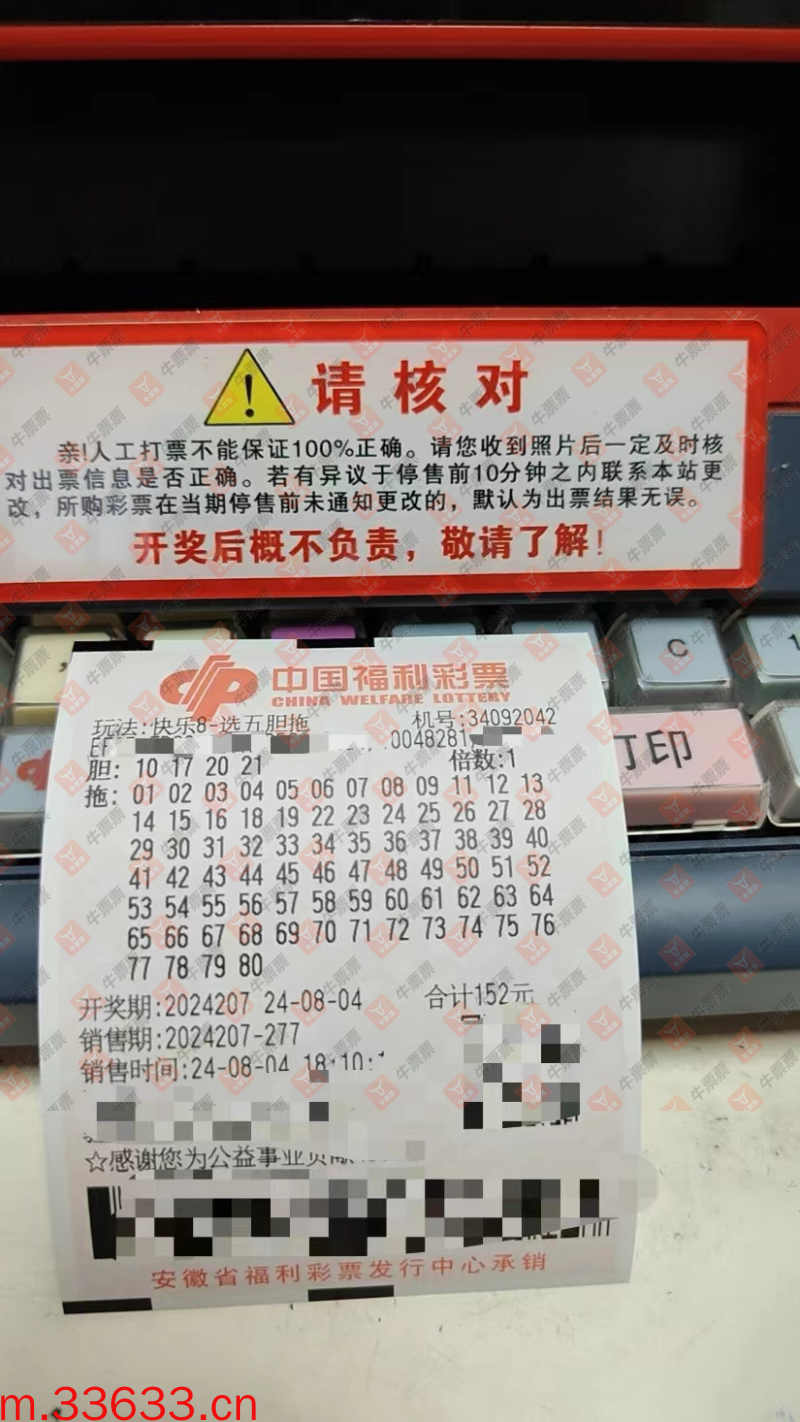 请核对
亲!人工打票不能保证100%正确。请您收到照片后一定及时核
对出票信息是否正确。若有异议于停售前10分钟之内联系本站更
改，所购彩票在当期停售前未通知更改的，默认为出票结果无误。
开奖后概不负责，敬请了解!
C
1
打印
中国福利彩票
CHINA WELFARE LOTTERY
玩法:快乐8-选五胆拖 机号:34092042
0048281
胆: 10 17 20 21 倍数:1
拖: 01 02 03 04 05 06 07 08 09 11 12 13
14 15 16 18 19 22 23 24 25 26 27 28
29 30 31 32 33 34 35 36 37 38 39 40
41 42 43 44 45 46 47 48 49 50 51 52
53 54 55 56 57 58 59 60 61 62 63 64
65 66 67 68 69 70 71 72 73 74 75 76
77 78 79 80
开奖期:2024207 24-08-04 合计152元
销售期:2024207-277
销售时间:24-08-04 18:10:
☆感谢您为公益事业贡献
安徽省福利彩票发行中心承销
牛票票
m.33633.cn